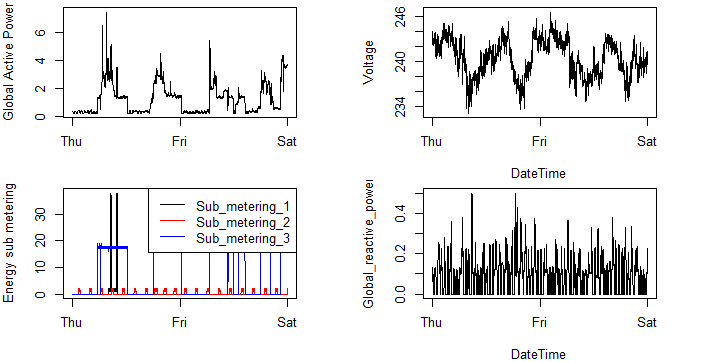 Global Active Power
0 2 4 6
Thu Fri Sat
Voltage
234 240 246
Thu Fri Sat
DateTime
Energy sub metering
0 10 20 30
Sub_metering_1
Sub_metering_2
Sub_metering_3
Thu Fri Sat
Global_reactive_power
0.0 0.2 0.4
Thu Fri Sat
DateTime